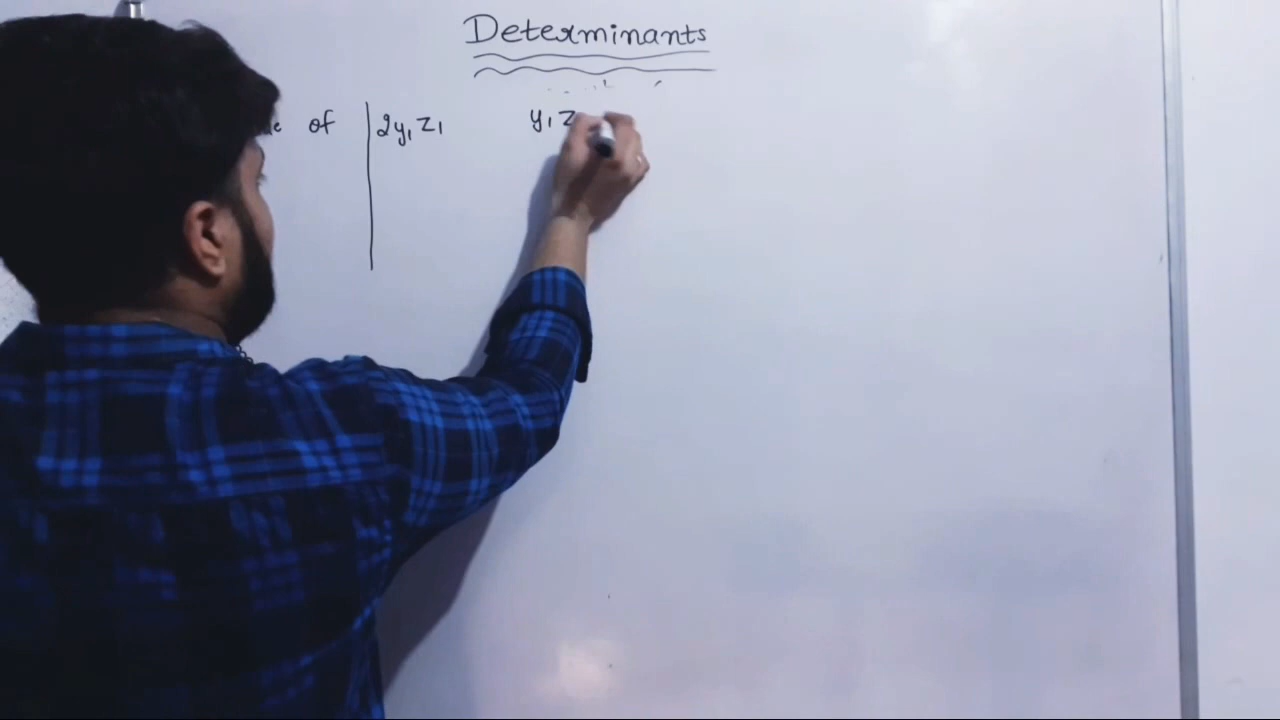 Determinants
of | 2y₁z₁ y₁z